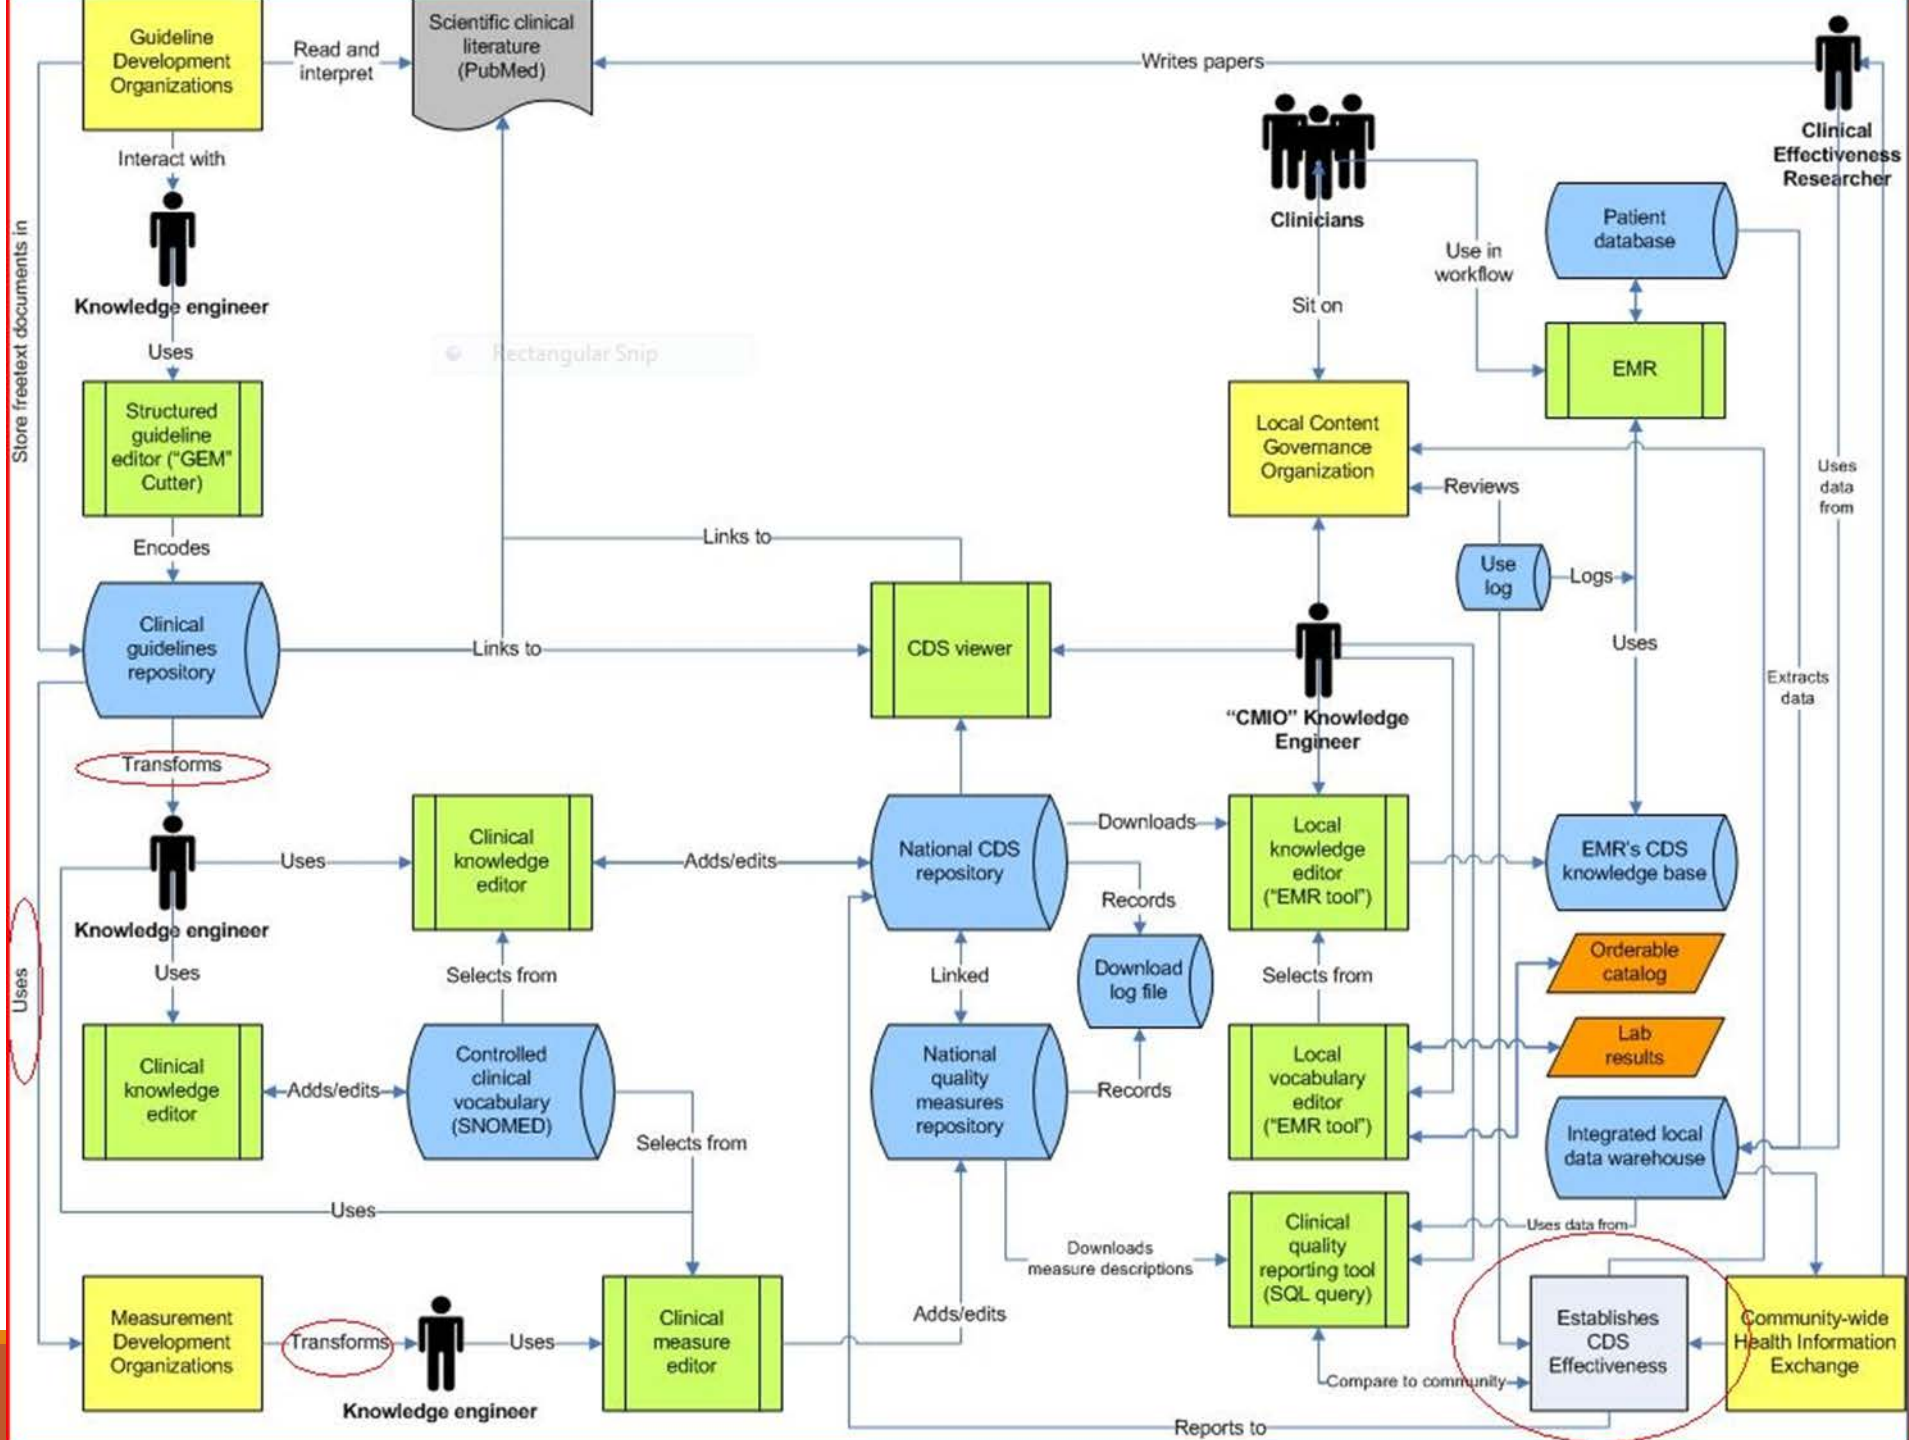 Guideline
Development
Organizations
Read and
interpret
Scientific clinical
literature
(PubMed)
Writes papers
Clinical
Effectiveness
Researcher
Interact with
Clinicians
Patient
database
Use in
workflow
Store freetext documents in
Knowledge engineer
Sit on
Uses
Rectangular Snip
EMR
Structured
guideline
editor (“GEM”
Cutter)
Local Content
Governance
Organization
Uses
data
from
Reviews
Encodes
Links to
Use
log
Logs
Clinical
guidelines
repository
Links to
CDS viewer
Uses
Extracts
data
“CMIO” Knowledge
Engineer
Transforms
Clinical
knowledge
editor
National CDS
repository
Downloads
Local
knowledge
editor
(“EMR tool”)
EMR's CDS
knowledge base
Uses
Adds/edits
Records
Knowledge engineer
Uses
Uses
Selects from
Linked
Download
log file
Selects from
Orderable
catalog
Lab
results
Clinical
knowledge
editor
Adds/edits
Controlled
clinical
vocabulary
(SNOMED)
National
quality
measures
repository
Records
Local
vocabulary
editor
(“EMR tool”)
Selects from
Integrated local
data warehouse
Uses
Uses data from
Downloads
measure descriptions
Clinical
quality
reporting tool
(SQL query)
Measurement
Development
Organizations
Transforms
Uses
Clinical
measure
editor
Adds/edits
Establishes
CDS
Effectiveness
Community-wide
Health Information
Exchange
Compare to community
Knowledge engineer
Reports to